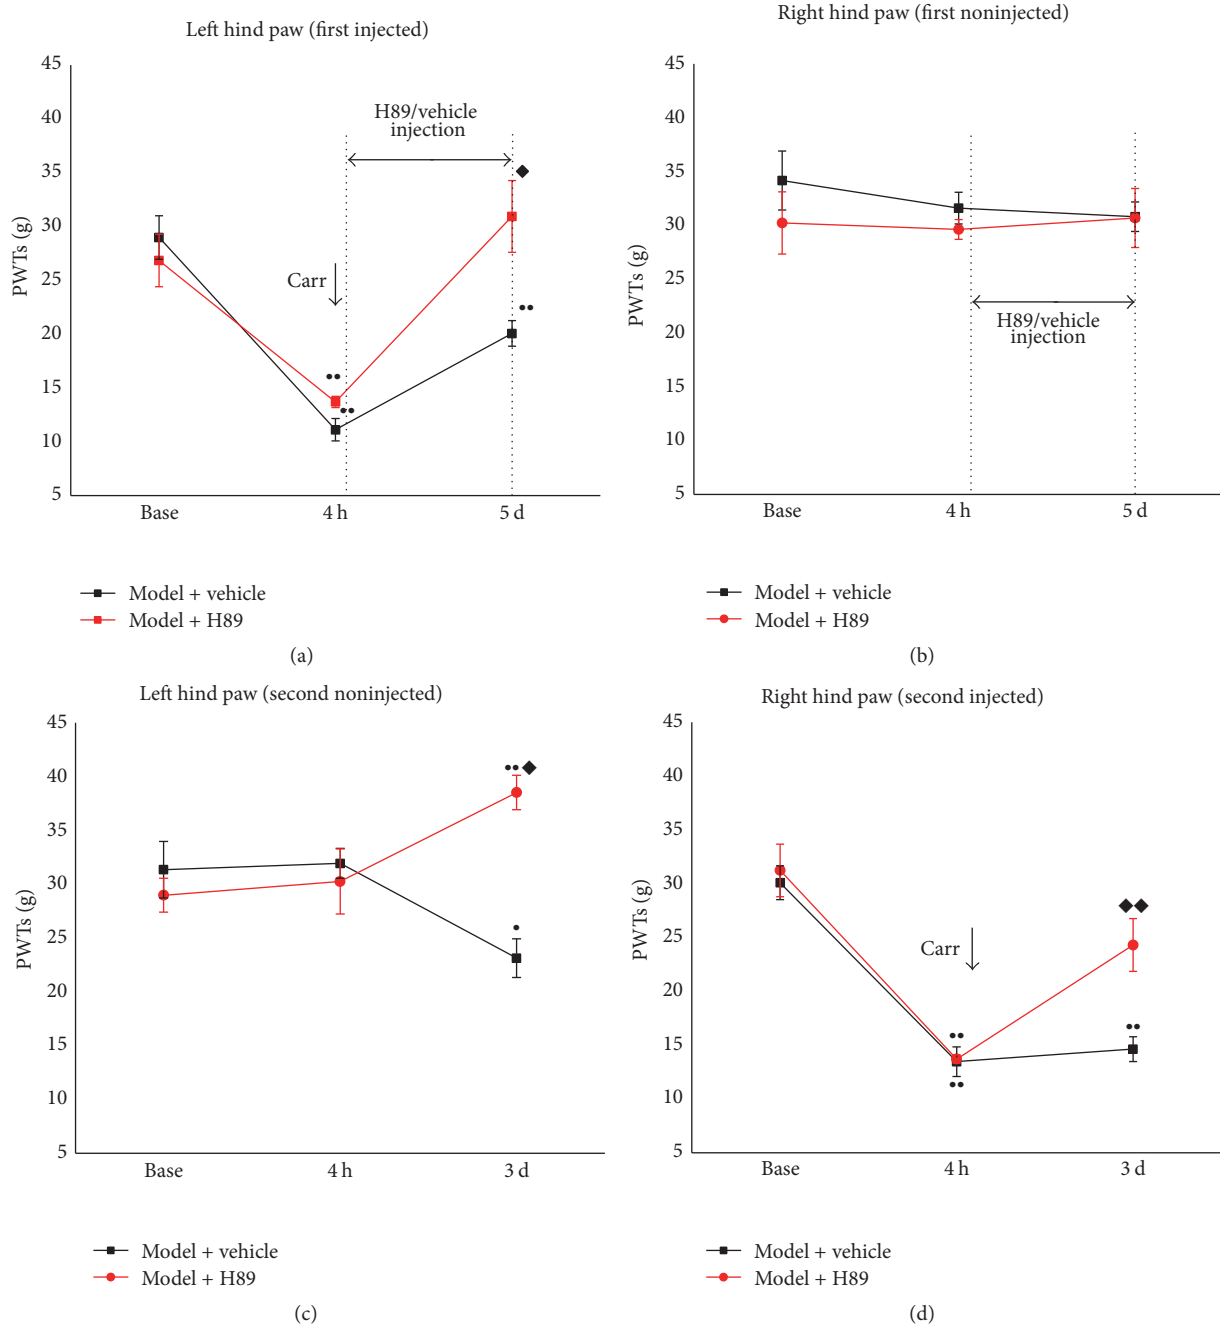 Left hind paw (first injected)
45
40
35
30
25
20
15
10
5
PWTs (g)
H89/vehicle
injection
Carr
Base
4 h
5 d
Model + vehicle
Model + H89
(a)
Right hind paw (first noninjected)
45
40
35
30
25
20
15
10
5
PWTs (g)
H89/vehicle
injection
Base
4 h
5 d
Model + vehicle
Model + H89
(b)
Left hind paw (second noninjected)
45
40
35
30
25
20
15
10
5
PWTs (g)
Base
4 h
3 d
Model + vehicle
Model + H89
(c)
Right hind paw (second injected)
45
40
35
30
25
20
15
10
5
PWTs (g)
Carr
Base
4 h
3 d
Model + vehicle
Model + H89
(d)